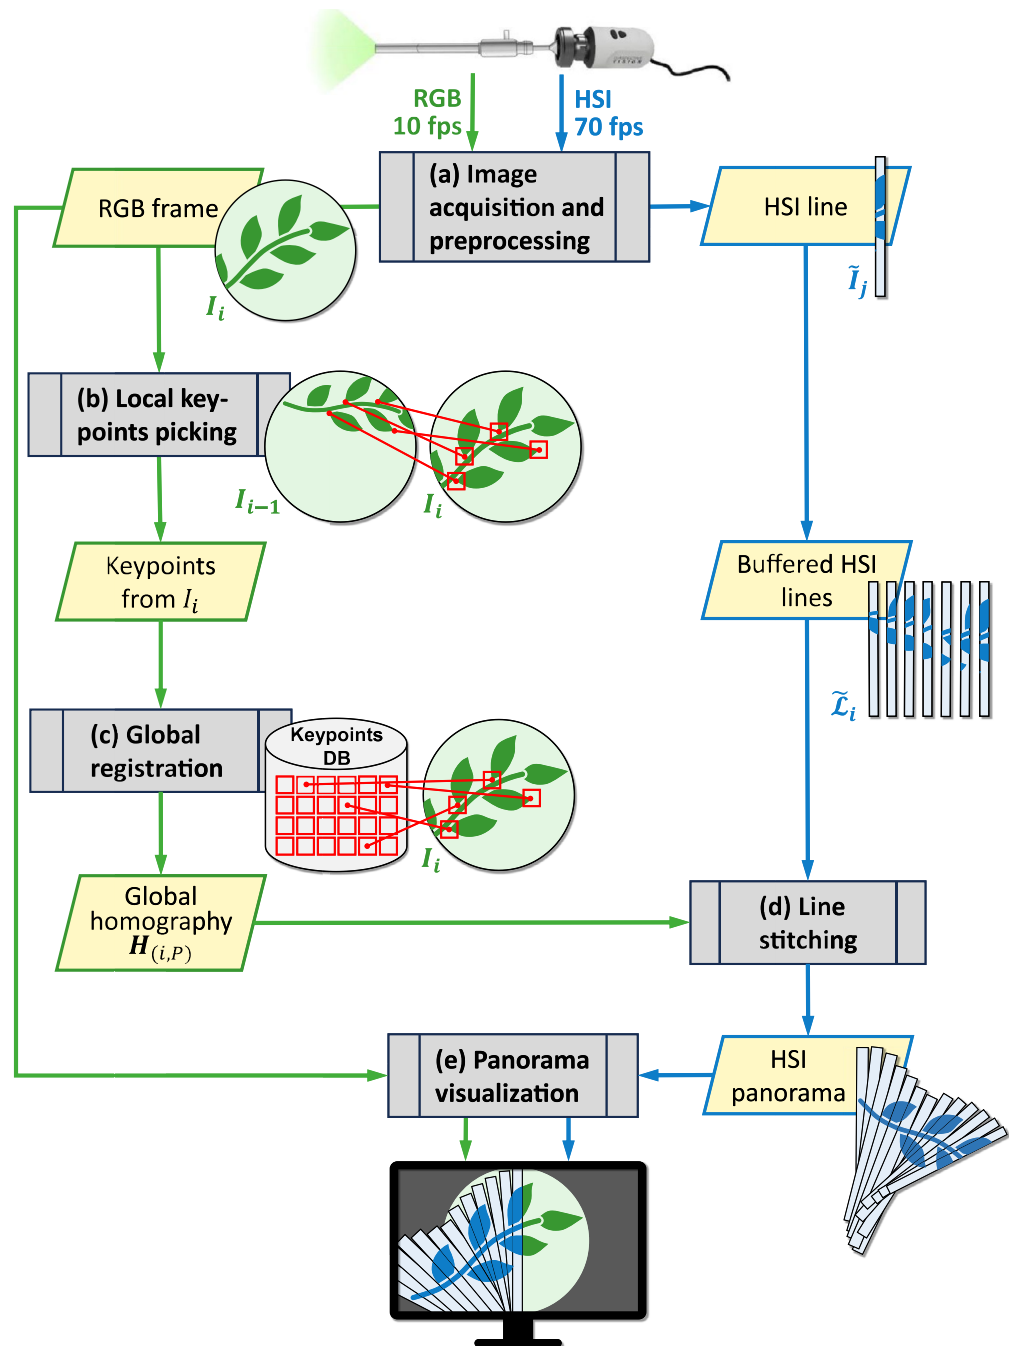 RGB
10 fps
HSI
70 fps
(a) Image
acquisition and
preprocessing
RGB frame
I_i
HSI line
Ĩ_j
(b) Local key-
points picking
I_{i−1}
I_i
Keypoints
from I_i
Buffered HSI
lines
ℒ̃_i
(c) Global
registration
Keypoints
DB
I_i
Global
homography
H_(i,P)
(d) Line
stitching
(e) Panorama
visualization
HSI
panorama